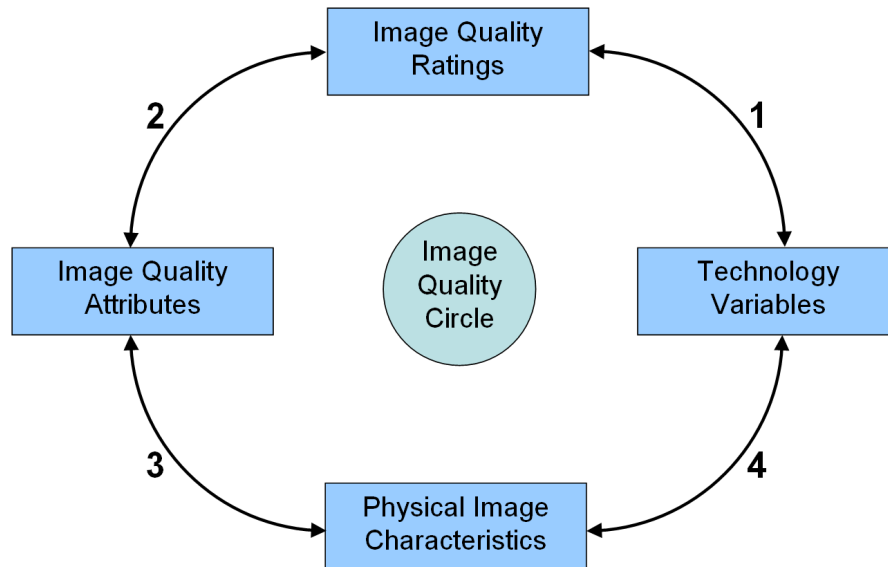 Image Quality
Ratings
2
1
Image Quality
Attributes
Image
Quality
Circle
Technology
Variables
3
4
Physical Image
Characteristics